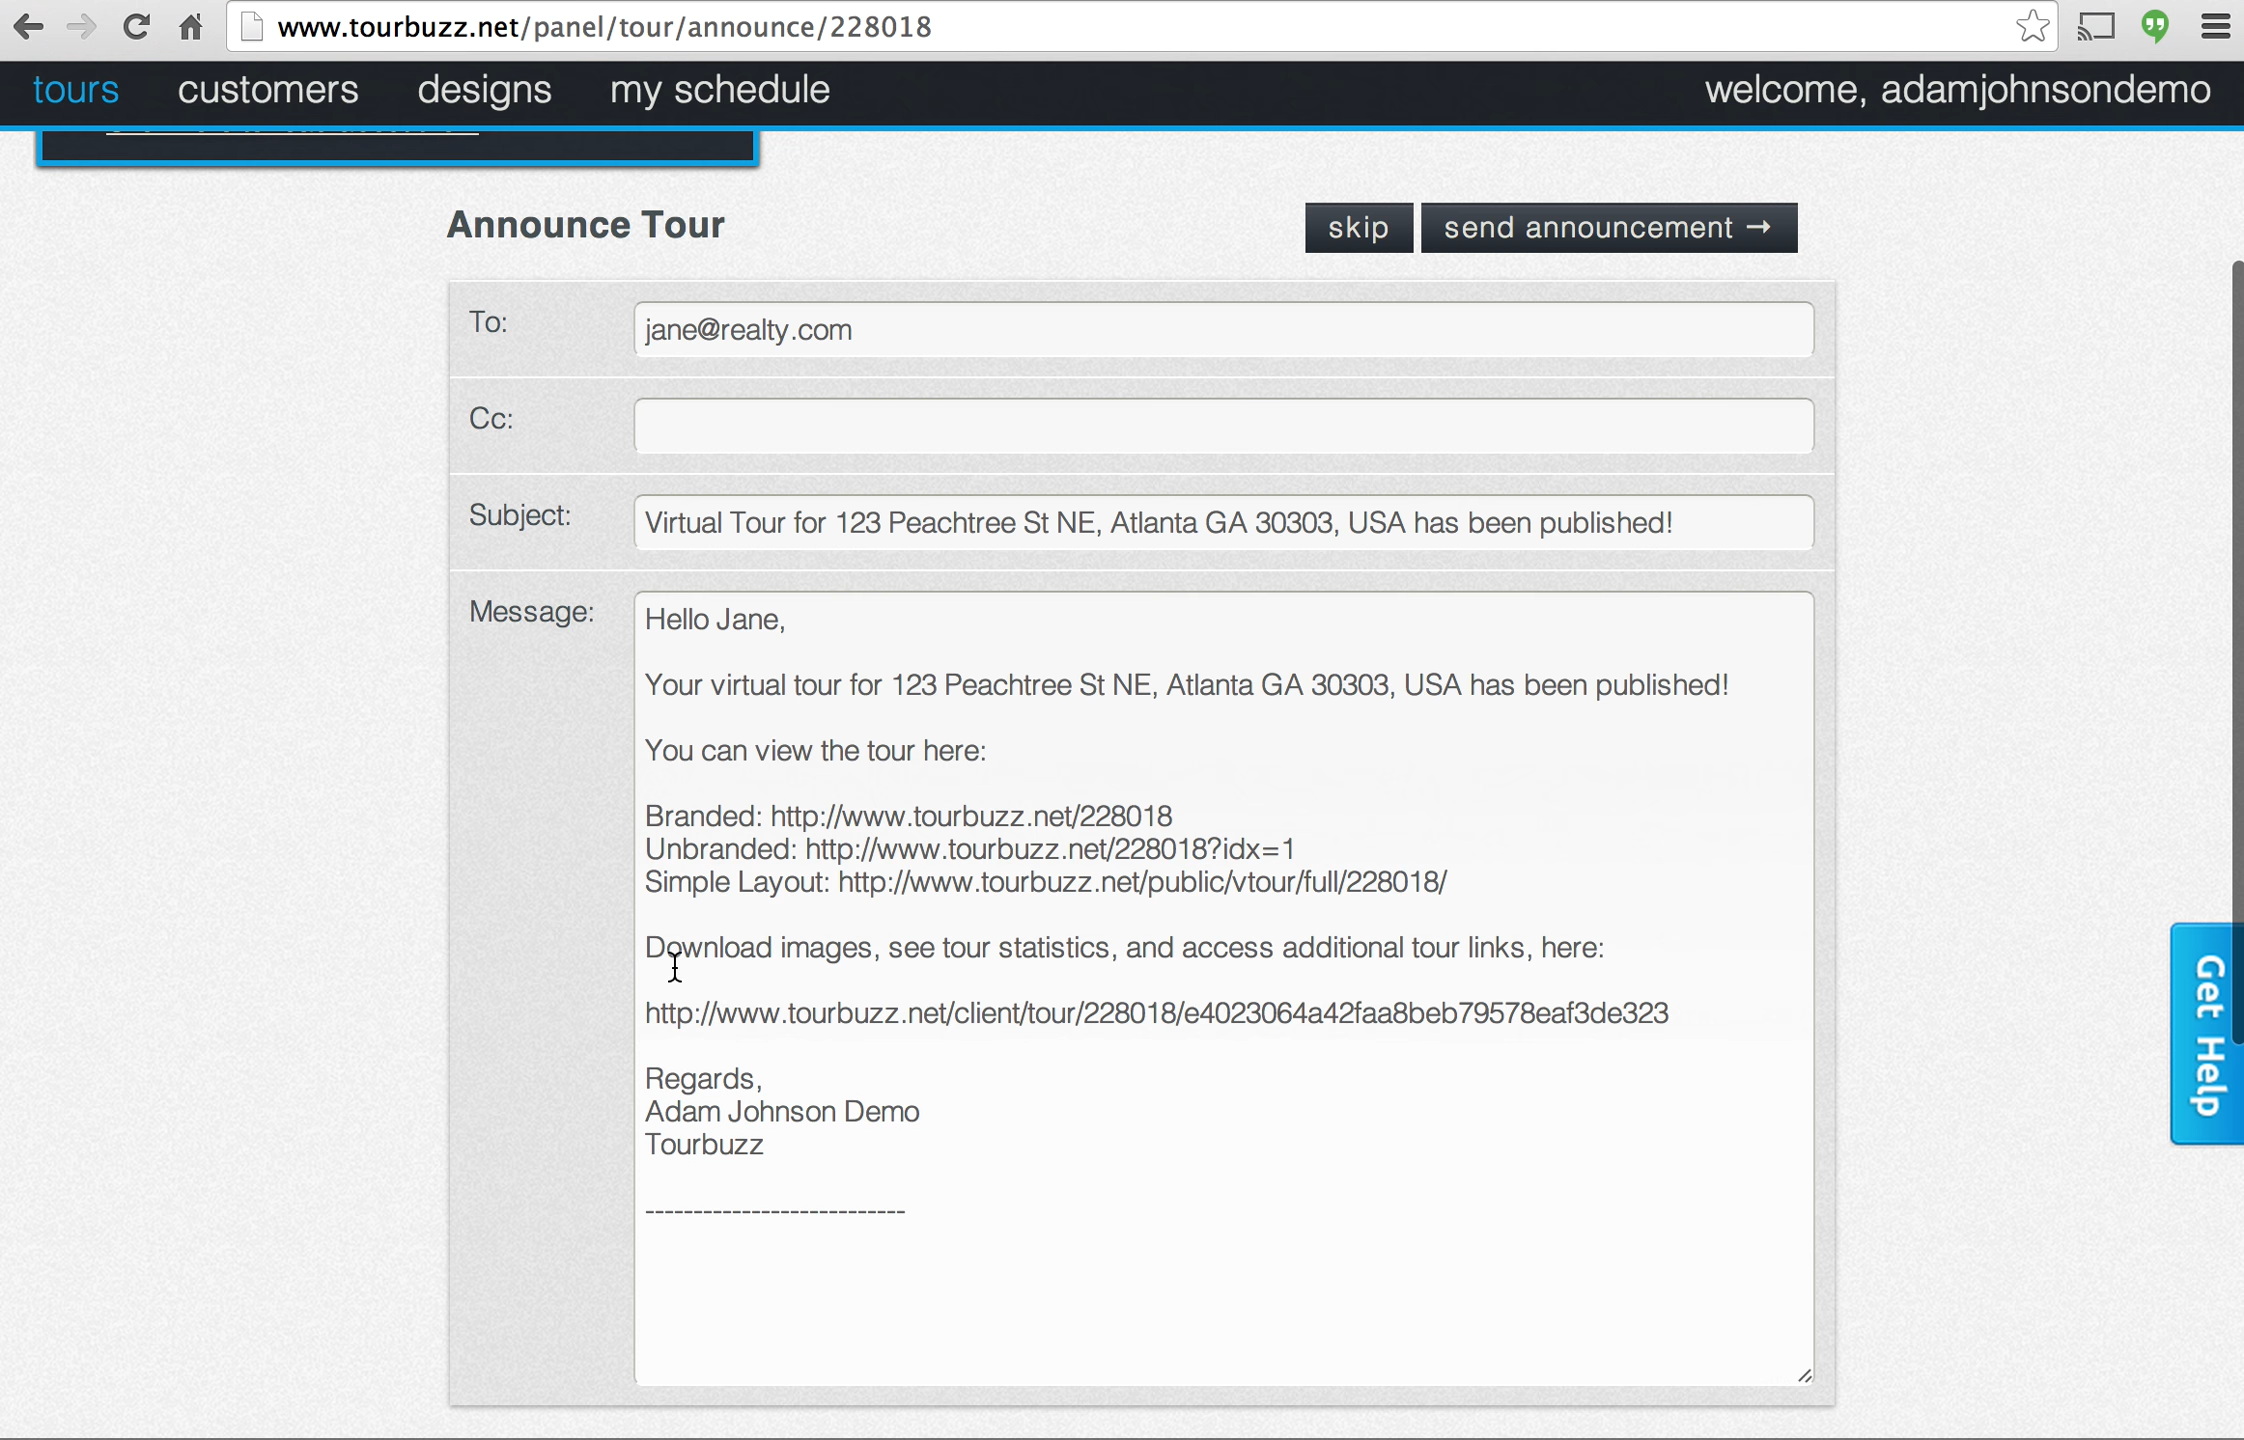 www.tourbuzz.net/panel/tour/announce/228018
tours customers designs my schedule welcome, adamjohnsondemo
Announce Tour
skip send announcement →
To: jane@realty.com
Cc:
Subject: Virtual Tour for 123 Peachtree St NE, Atlanta GA 30303, USA has been published!
Message: Hello Jane,
Your virtual tour for 123 Peachtree St NE, Atlanta GA 30303, USA has been published!
You can view the tour here:
Branded: http://www.tourbuzz.net/228018
Unbranded: http://www.tourbuzz.net/228018?idx=1
Simple Layout: http://www.tourbuzz.net/public/vtour/full/228018/
Download images, see tour statistics, and access additional tour links, here:
http://www.tourbuzz.net/client/tour/228018/e4023064a42faa8beb79578eaf3de323
Regards,
Adam Johnson Demo
Tourbuzz
---------------------------
Get Help